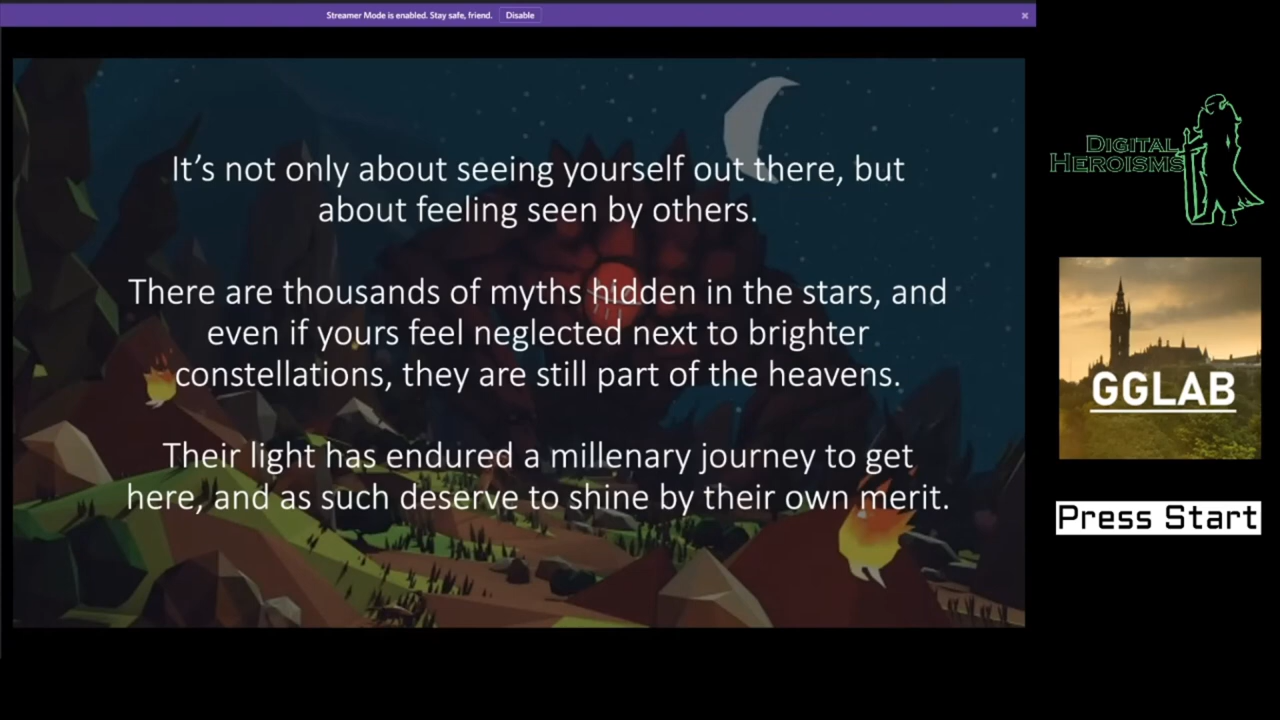 Streamer Mode is enabled. Stay safe, friend. Disable
It’s not only about seeing yourself out there, but
about feeling seen by others.
There are thousands of myths hidden in the stars, and
even if yours feel neglected next to brighter
constellations, they are still part of the heavens.
Their light has endured a millenary journey to get
here, and as such deserve to shine by their own merit.
DIGITAL
HEROISMS
GGLAB
Press Start